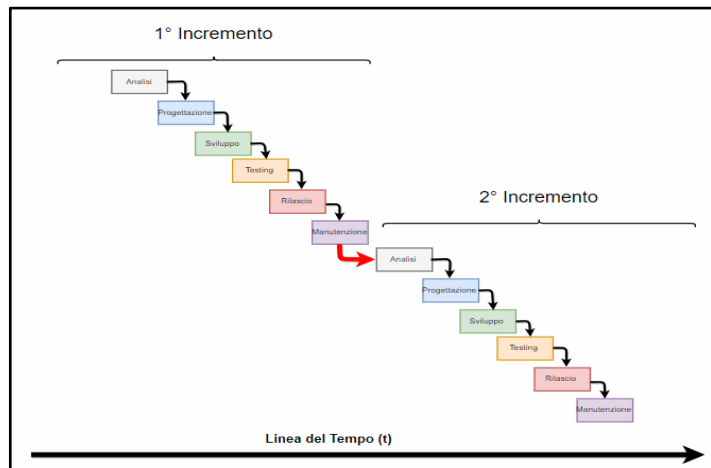 1° Incremento
Analisi
Progettazione
Sviluppo
Testing
Rilascio
Manutenzione
2° Incremento
Analisi
Progettazione
Sviluppo
Testing
Rilascio
Manutenzione
Linea del Tempo (t)